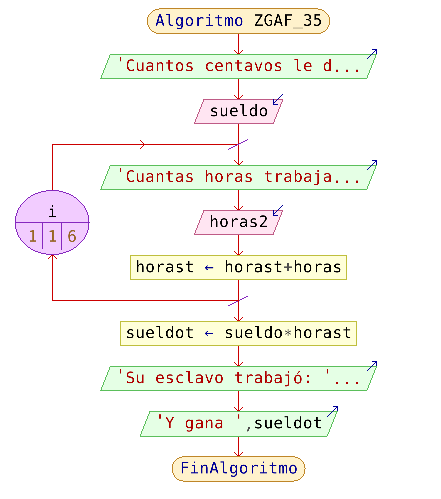 Algoritmo ZGAF_35
'Cuantos centavos le d...
sueldo
'Cuantas horas trabaja...
i
1 1 6
horas2
horast ← horast+horas
sueldot ← sueldo*horast
'Su esclavo trabajó: '...
'Y gana ',sueldot
FinAlgoritmo